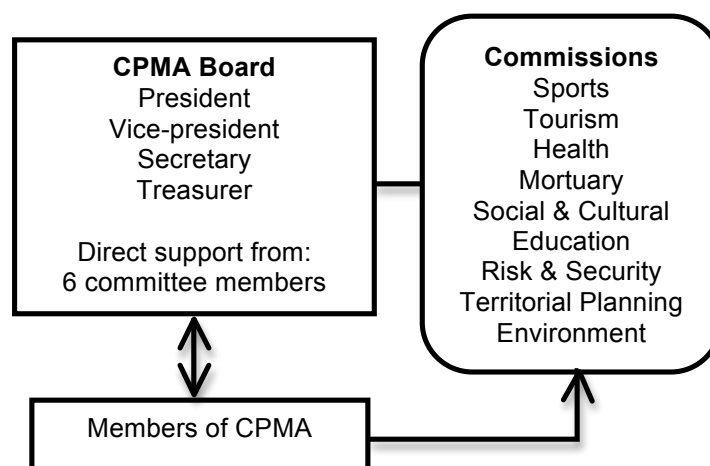 CPMA Board
President
Vice-president
Secretary
Treasurer
Direct support from:
6 committee members
Commissions
Sports
Tourism
Health
Mortuary
Social & Cultural
Education
Risk & Security
Territorial Planning
Environment
Members of CPMA